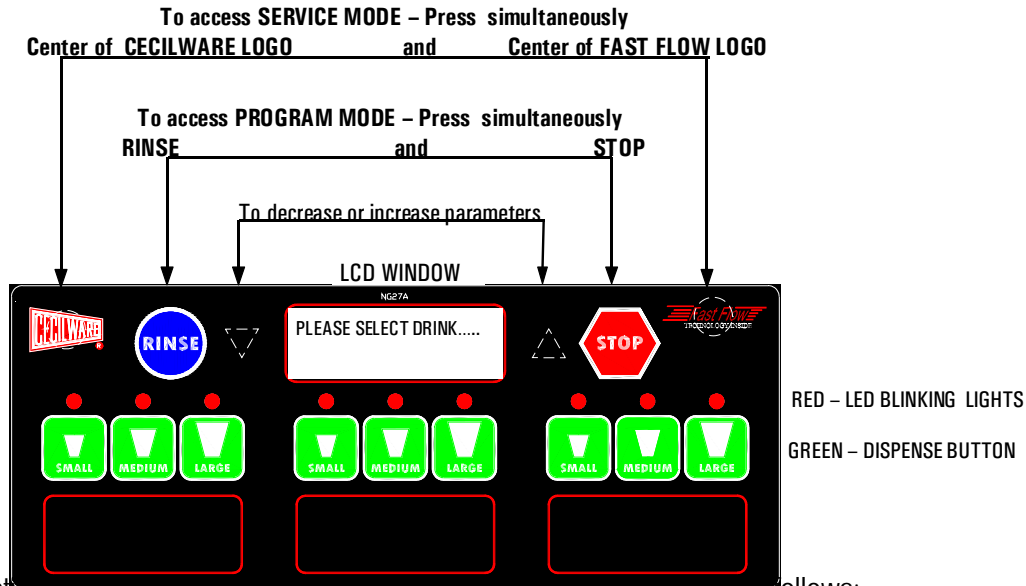 To access SERVICE MODE – Press simultaneously
Center of CECILWARE LOGO and Center of FAST FLOW LOGO
To access PROGRAM MODE – Press simultaneously
RINSE and STOP
To decrease or increase parameters
LCD WINDOW
NG27A
CECILWARE
®
RINSE
PLEASE SELECT DRINK.....
STOP
Fast Flow
TECHNOLOGY INSIDE
RED – LED BLINKING LIGHTS
SMALL MEDIUM LARGE SMALL MEDIUM LARGE SMALL MEDIUM LARGE
GREEN – DISPENSE BUTTON